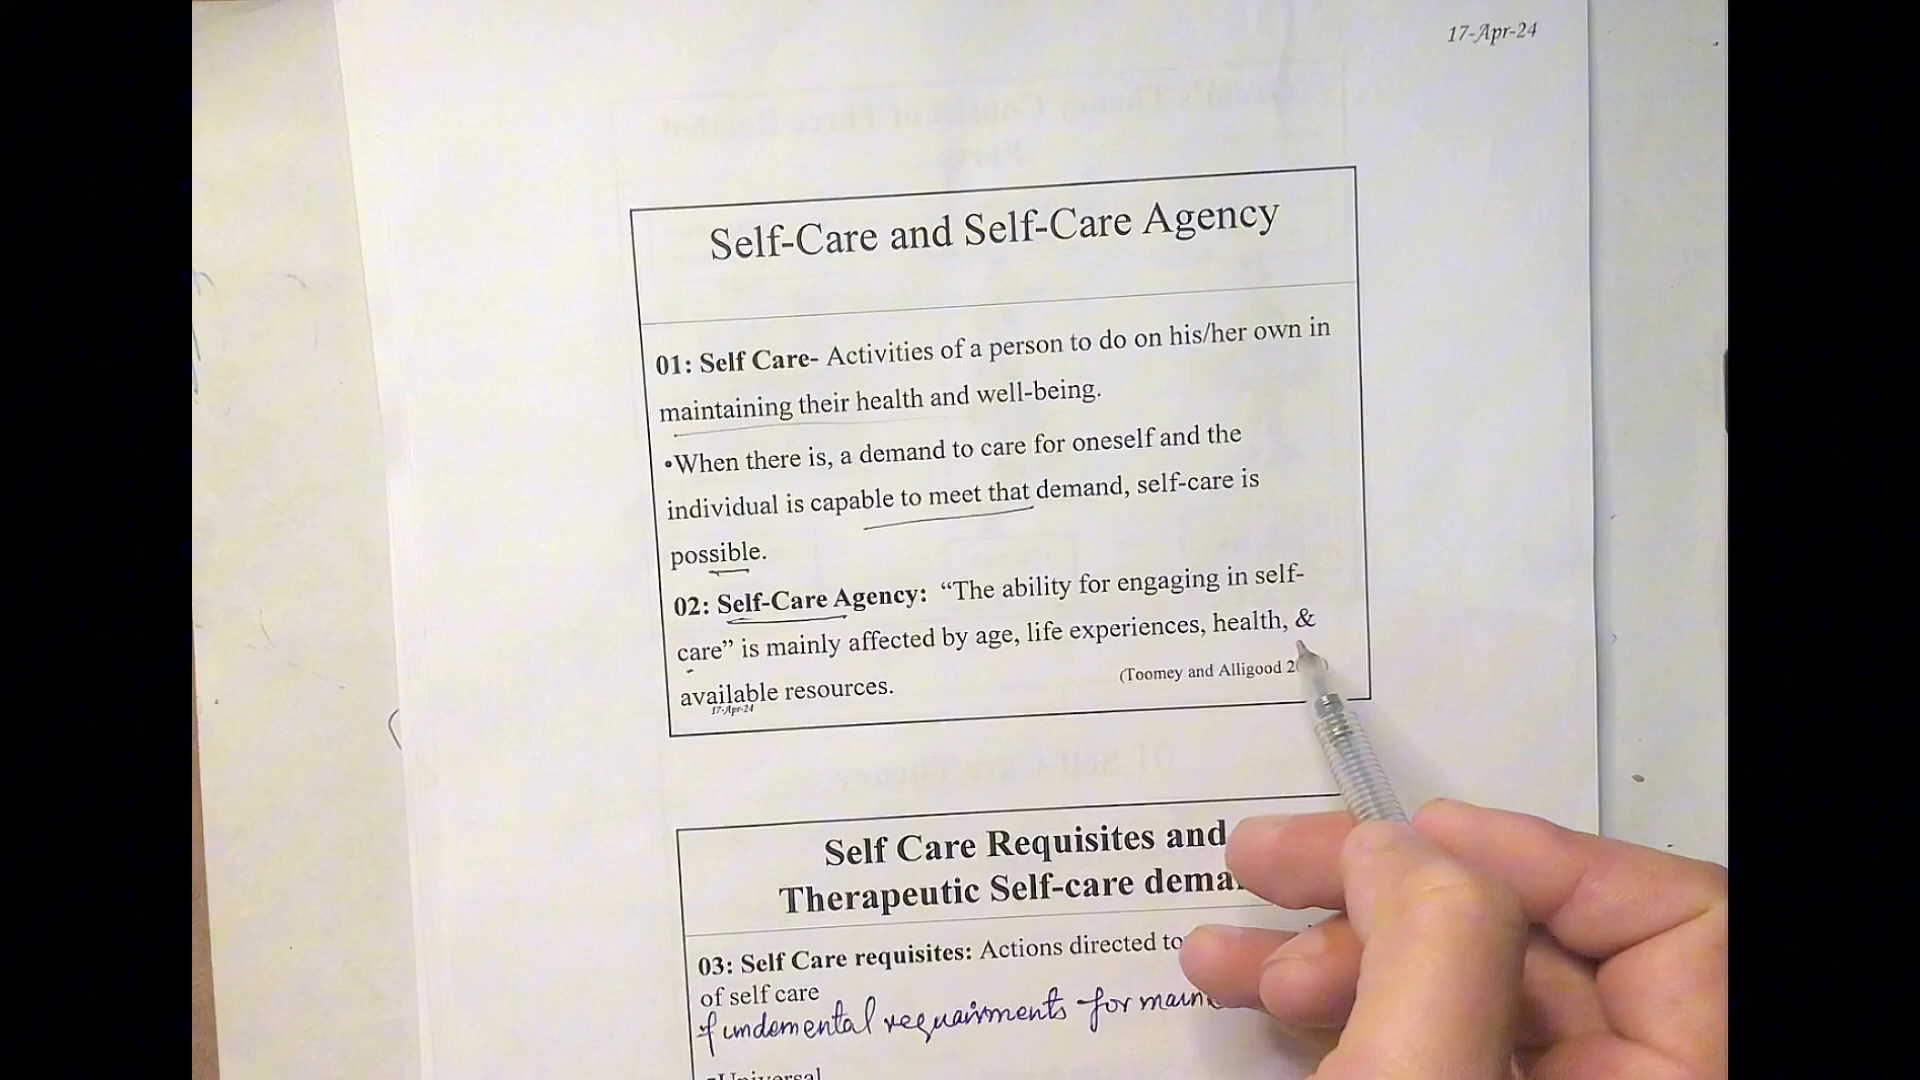 17-Apr-24
Self-Care and Self-Care Agency
01: Self Care- Activities of a person to do on his/her own in
maintaining their health and well-being.
•When there is, a demand to care for oneself and the
individual is capable to meet that demand, self-care is
possible.
02: Self-Care Agency: “The ability for engaging in self-
care” is mainly affected by age, life experiences, health, &
available resources.
(Toomey and Alligood 2
17-Apr-24
Self Care Requisites and
Therapeutic Self-care
03: Self Care requisites: Actions directed
of self care
fundemental requairments for
-Universal